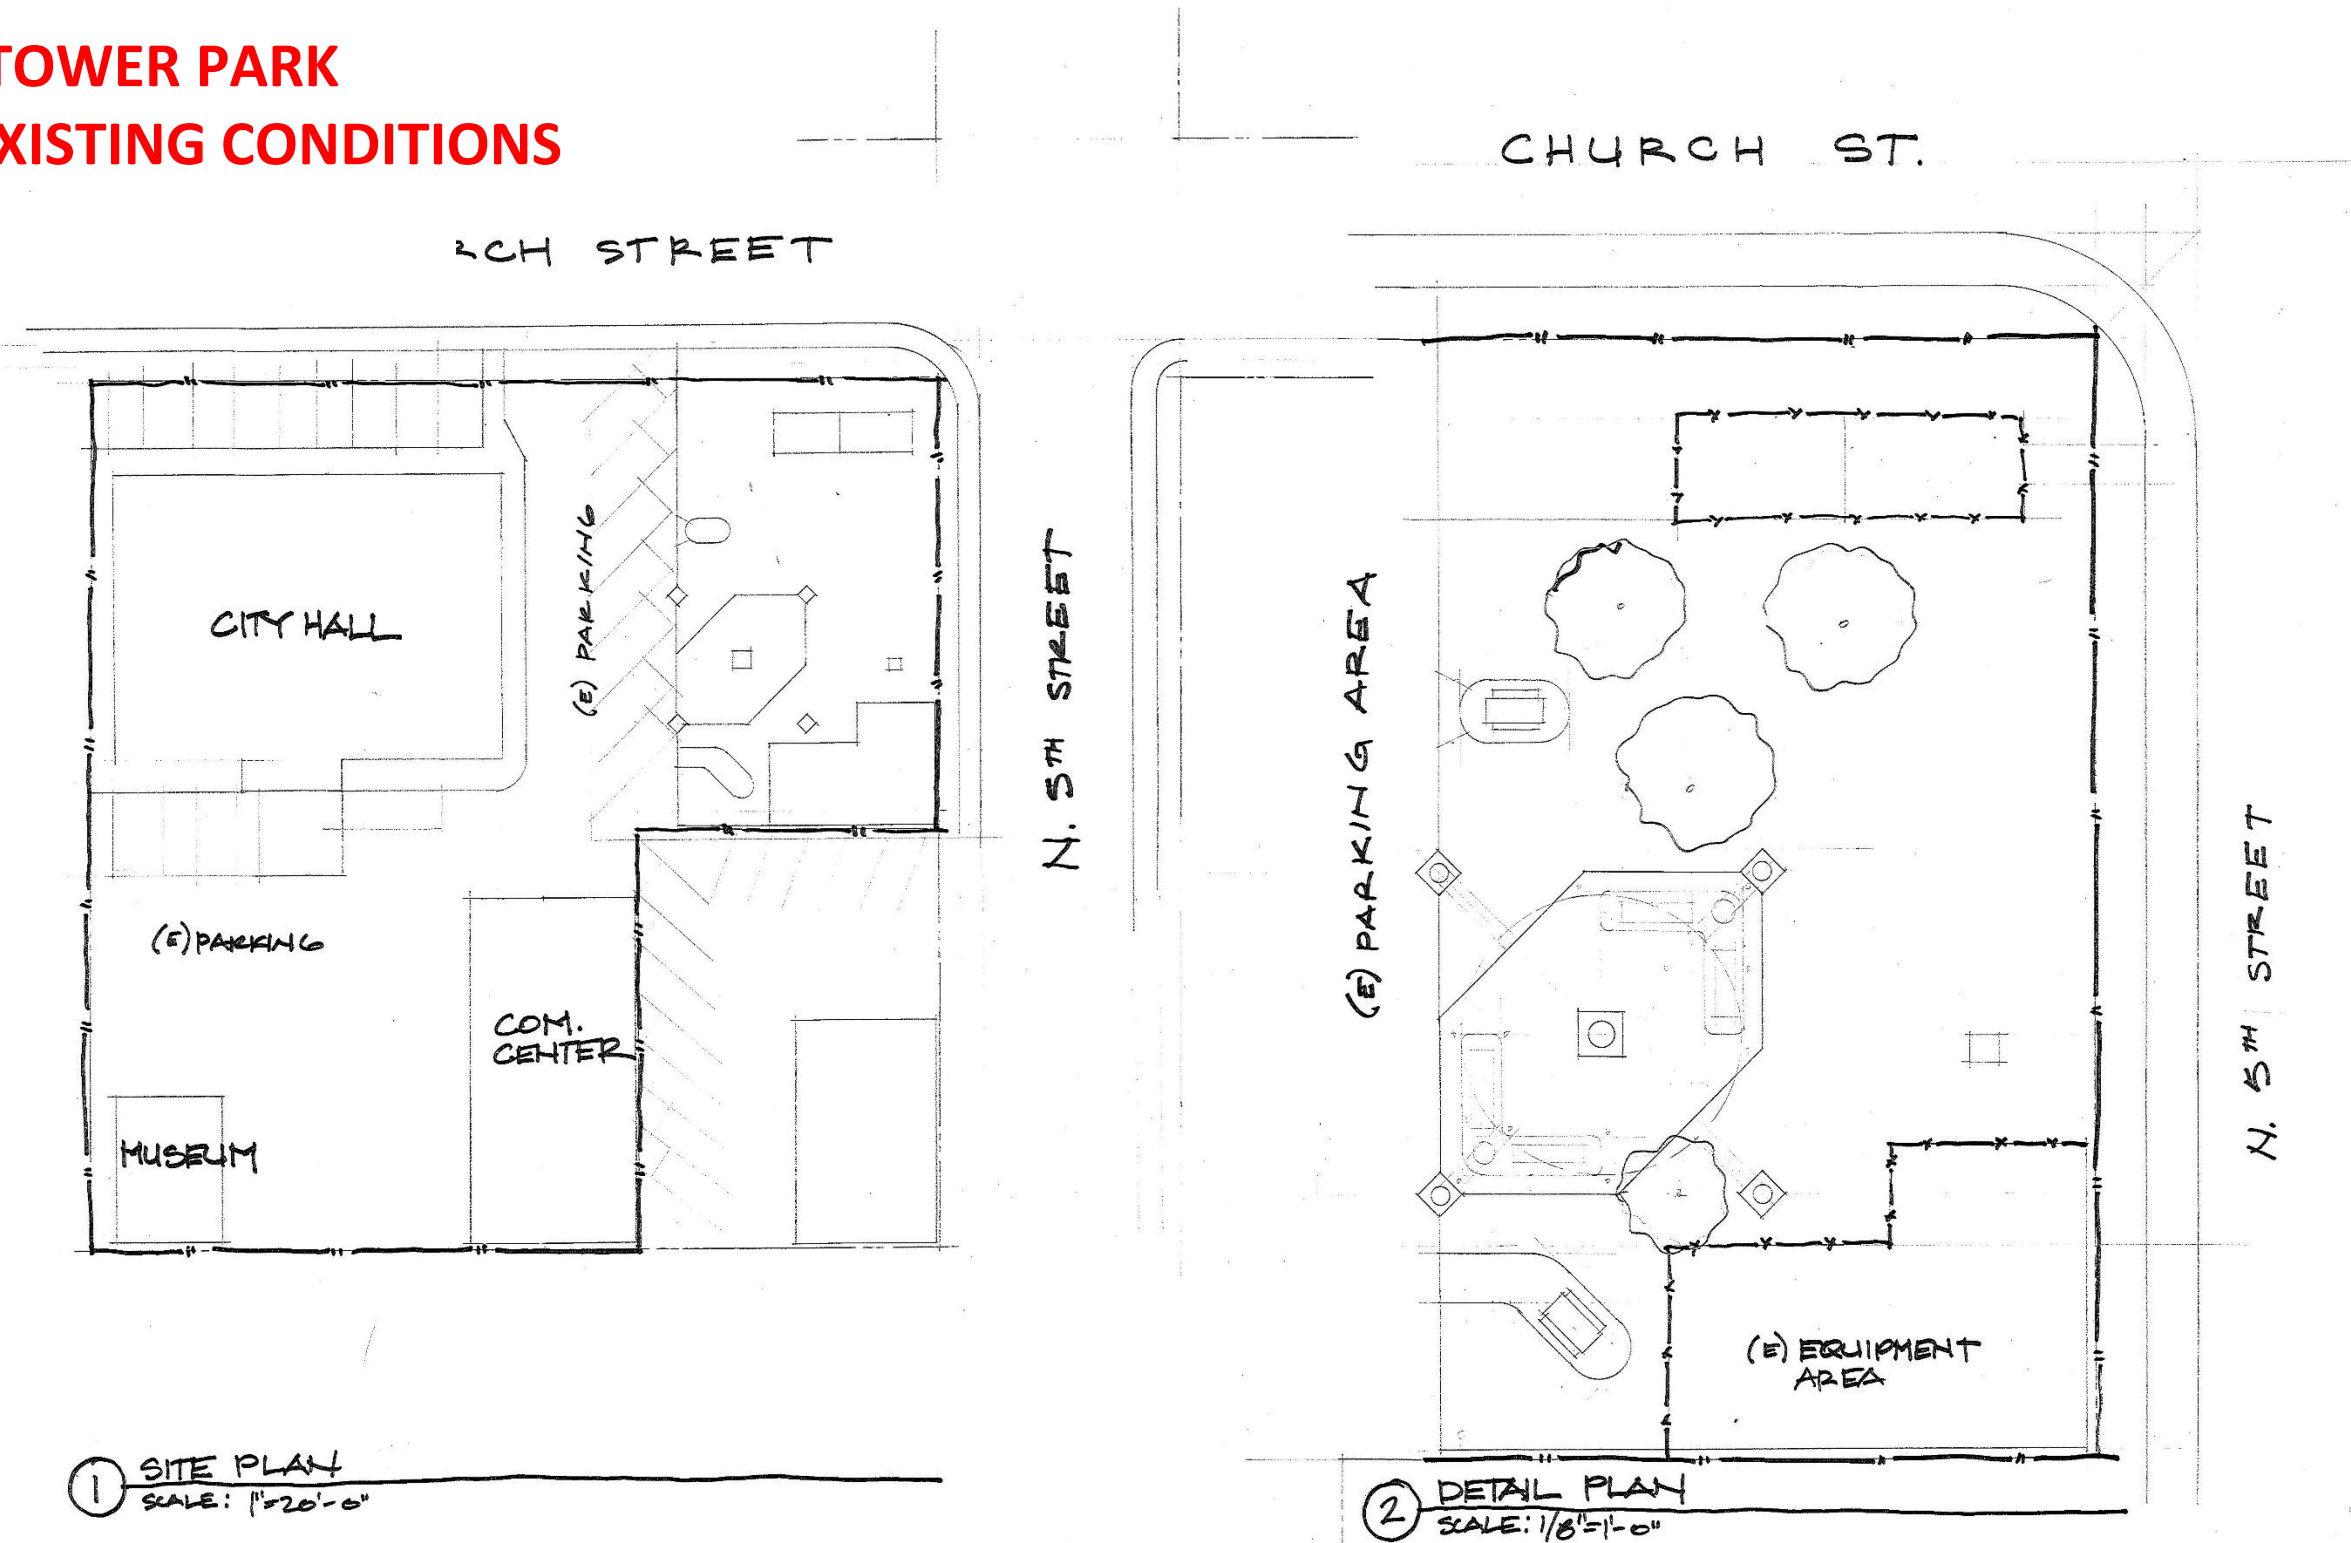 TOWER PARK
XISTING CONDITIONS
CHURCH ST.
CH STREET
CITY HALL
(E) PARKING
N. 5TH STREET
(E) PARKING AREA
N. 5TH STREET
(E) PARKING
COM.
CENTER
MUSEUM
(E) EQUIPMENT
AREA
1 SITE PLAN
SCALE: 1"=20'-0"
2 DETAIL PLAN
SCALE: 1/8"=1'-0"